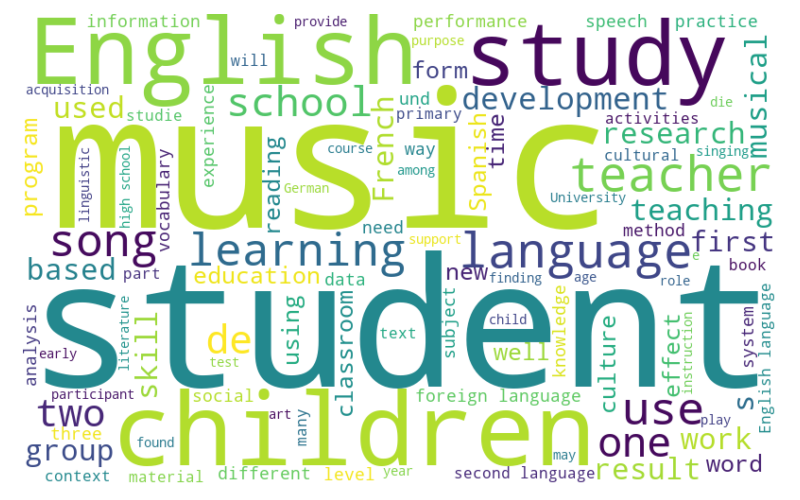 information provide performance speech practice
English study
purpose
will form
acquisition school development die
used und
studie primary activities
music
experience French Spanish time research musical
program way cultural singing
linguistic high school vocabulary reading course among teacher
German University
teaching
need method
song learning support language first
e
based part education data new finding age role book
student
analysis early literature skill de using classroom text subject child well knowledge culture effect instruction system English language
test
participant social foreign language s
children
two art use play
three found many may one work
group result word
context material different level year second language